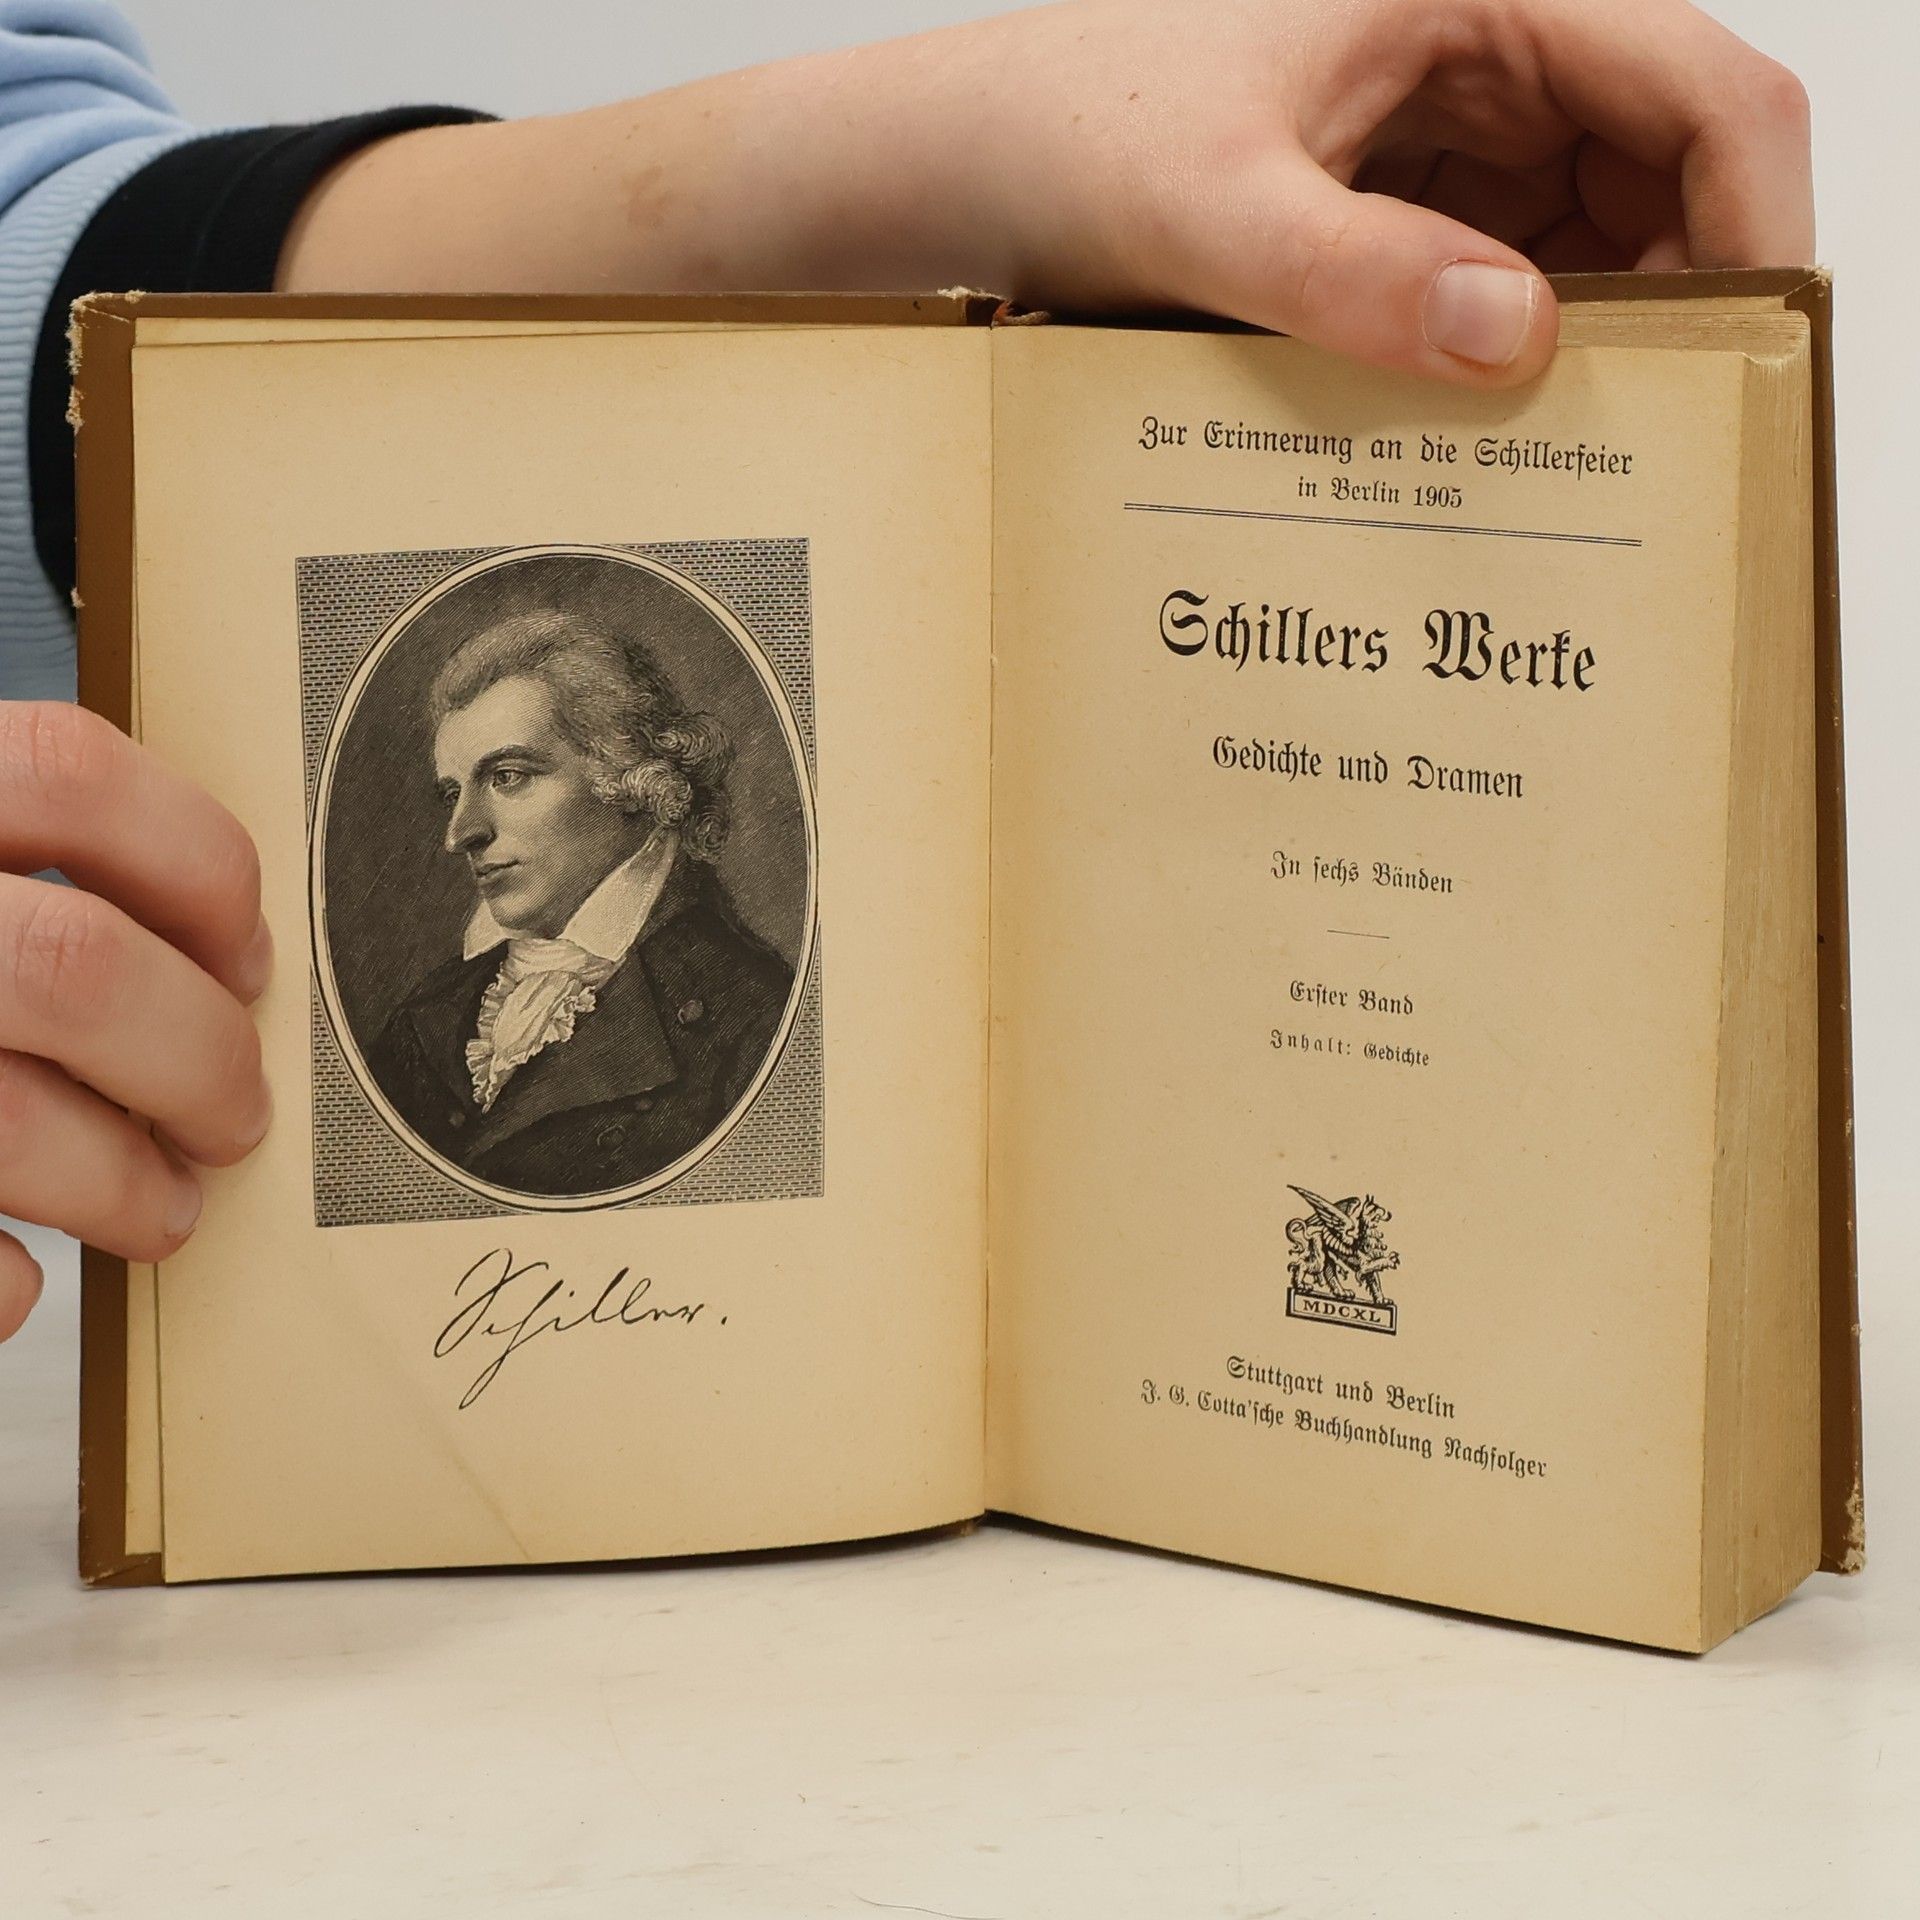 Schiller.
Zur Erinnerung an die Schillerfeier
in Berlin 1905
Schillers Werke
Gedichte und Dramen
In sechs Bänden
Erster Band
Inhalt: Gedichte
MDCXL
Stuttgart und Berlin
J. G. Cotta'sche Buchhandlung Nachfolger